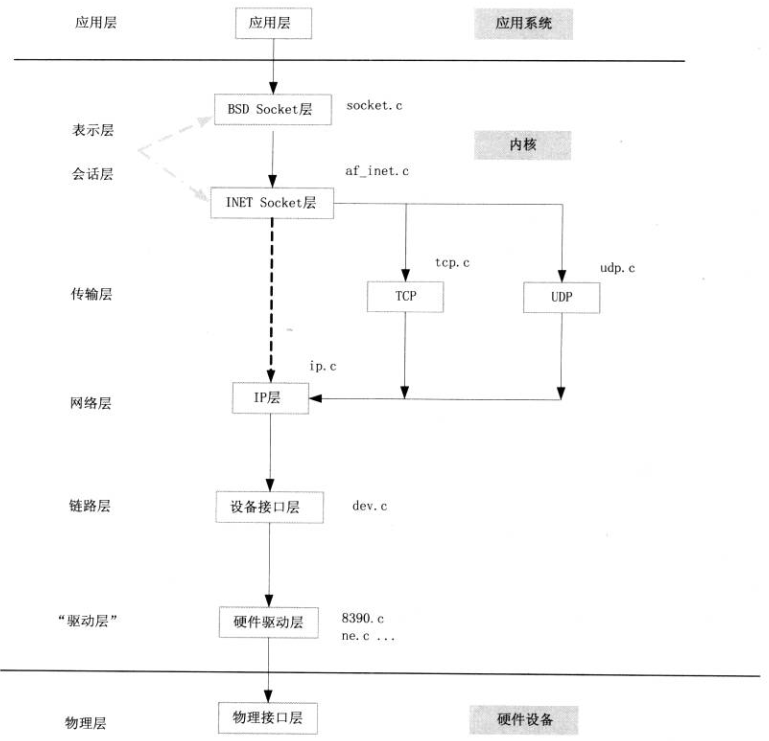 应用层 应用层 应用系统
BSD Socket层 socket.c
表示层
内核
会话层 af_inet.c
INET Socket层
tcp.c
udp.c
传输层 TCP UDP
ip.c
网络层 IP层
链路层 设备接口层 dev.c
“驱动层” 硬件驱动层 8390.c
ne.c ...
物理层 物理接口层 硬件设备